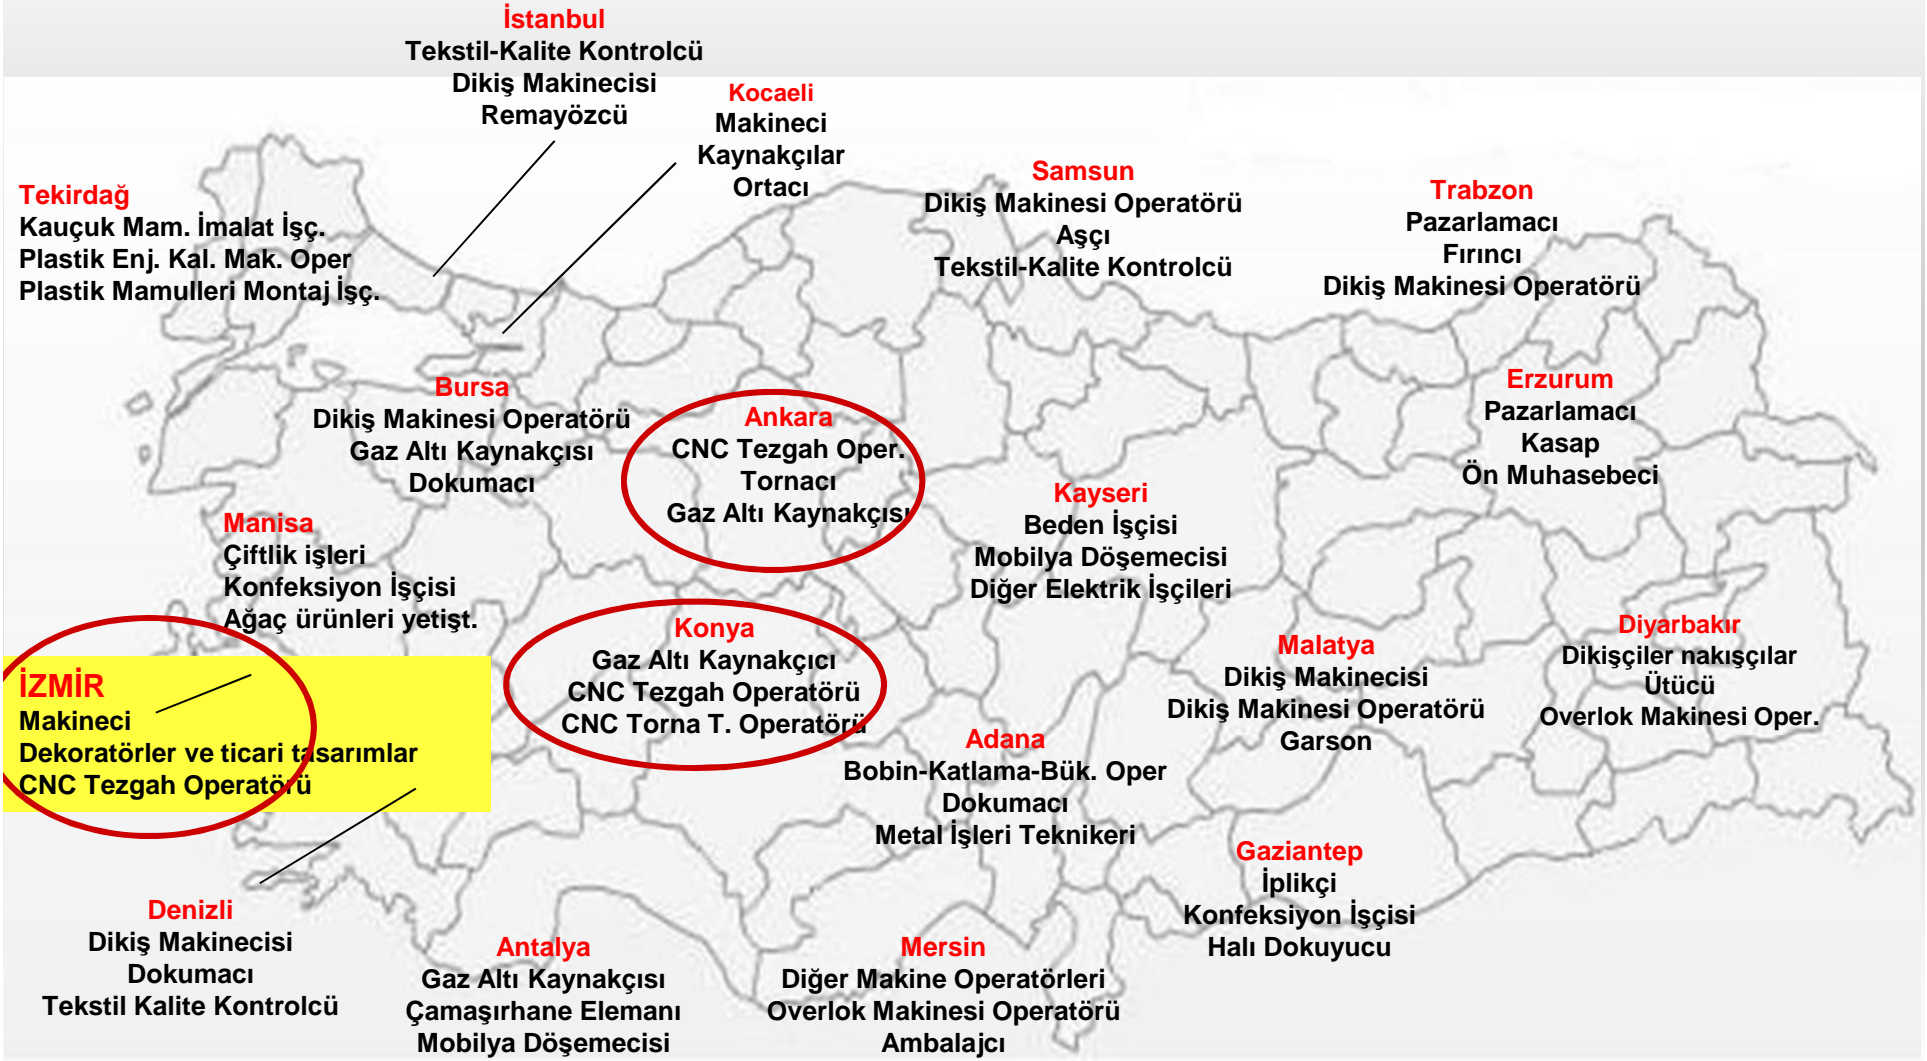 İstanbul
Tekstil-Kalite Kontrolcü
Dikiş Makinecisi
Remayözcü
Kocaeli
Makineci
Kaynakçılar
Ortacı
Tekirdağ
Kauçuk Mam. İmalat İşç.
Plastik Enj. Kal. Mak. Oper
Plastik Mamulleri Montaj İşç.
Samsun
Dikiş Makinesi Operatörü
Aşçı
Tekstil-Kalite Kontrolcü
Trabzon
Pazarlamacı
Fırıncı
Dikiş Makinesi Operatörü
Bursa
Dikiş Makinesi Operatörü
Gaz Altı Kaynakçısı
Dokumacı
Ankara
CNC Tezgah Oper.
Tornacı
Gaz Altı Kaynakçısı
Erzurum
Pazarlamacı
Kasap
Ön Muhasebeci
Kayseri
Beden İşçisi
Mobilya Döşemecisi
Diğer Elektrik İşçileri
Manisa
Çiftlik işleri
Konfeksiyon İşçisi
Ağaç ürünleri yetişt.
Konya
Gaz Altı Kaynakçıcı
CNC Tezgah Operatörü
CNC Torna T. Operatörü
Malatya
Dikiş Makinecisi
Dikiş Makinesi Operatörü
Garson
Diyarbakır
Dikişçiler nakışçılar
Ütücü
Overlok Makinesi Oper.
İZMİR
Makineci
Dekoratörler ve ticari tasarımlar
CNC Tezgah Operatörü
Adana
Bobin-Katlama-Bük. Oper
Dokumacı
Metal İşleri Teknikeri
Gaziantep
İplikçi
Konfeksiyon İşçisi
Halı Dokuyucu
Denizli
Dikiş Makinecisi
Dokumacı
Tekstil Kalite Kontrolcü
Antalya
Gaz Altı Kaynakçısı
Çamaşırhane Elemanı
Mobilya Döşemecisi
Mersin
Diğer Makine Operatörleri
Overlok Makinesi Operatörü
Ambalajcı